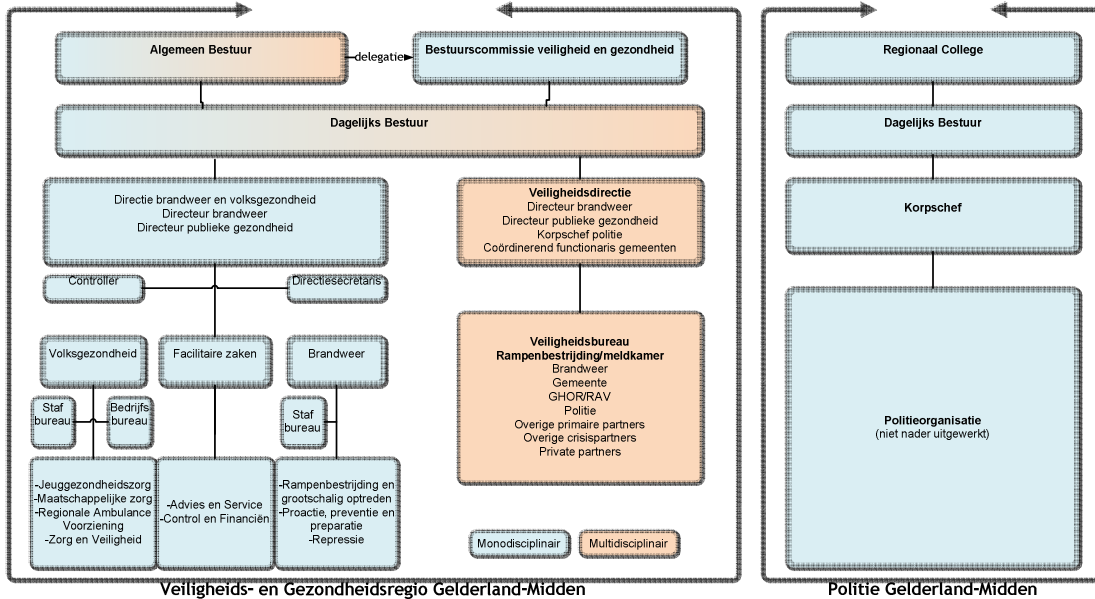 Algemeen Bestuur
delegatie
Bestuurscommissie veiligheid en gezondheid
Dagelijks Bestuur
Directie brandweer en volksgezondheid
Directeur brandweer
Directeur publieke gezondheid
Veiligheidsdirectie
Directeur brandweer
Directeur publieke gezondheid
Korpschef politie
Coördinerend functionaris gemeenten
Controller
Directiesecretaris
Volksgezondheid
Facilitaire zaken
Brandweer
Staf
bureau
Bedrijfs
bureau
Staf
bureau
-Jeuggezondheidszorg
-Maatschappelijke zorg
-Regionale Ambulance
Voorziening
-Zorg en Veiligheid
-Advies en Service
-Control en Financiën
-Rampenbestrijding en
grootschalig optreden
-Proactie, preventie en
preparatie
-Repressie
Veiligheidsbureau
Rampenbestrijding/meldkamer
Brandweer
Gemeente
GHOR/RAV
Politie
Overige primaire partners
Overige crisispartners
Private partners
Monodisciplinair
Multidisciplinair
Veiligheids- en Gezondheidsregio Gelderland-Midden
Regionaal College
Dagelijks Bestuur
Korpschef
Politieorganisatie
(niet nader uitgewerkt)
Politie Gelderland-Midden